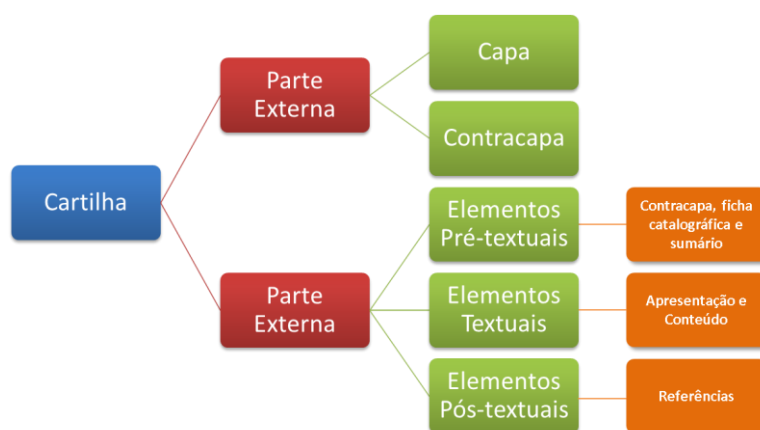 Cartilha
Parte
Externa
Capa
Contracapa
Parte
Externa
Elementos
Pré-textuais
Contracapa, ficha
catalográfica e
sumário
Elementos
Textuais
Apresentação e
Conteúdo
Elementos
Pós-textuais
Referências